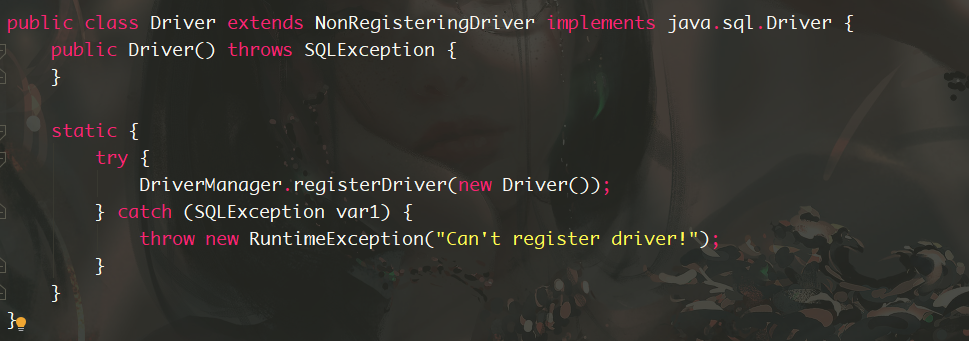 public class Driver extends NonRegisteringDriver implements java.sql.Driver {
    public Driver() throws SQLException {
    }
    static {
        try {
            DriverManager.registerDriver(new Driver());
        } catch (SQLException var1) {
            throw new RuntimeException("Can't register driver!");
        }
    }
}